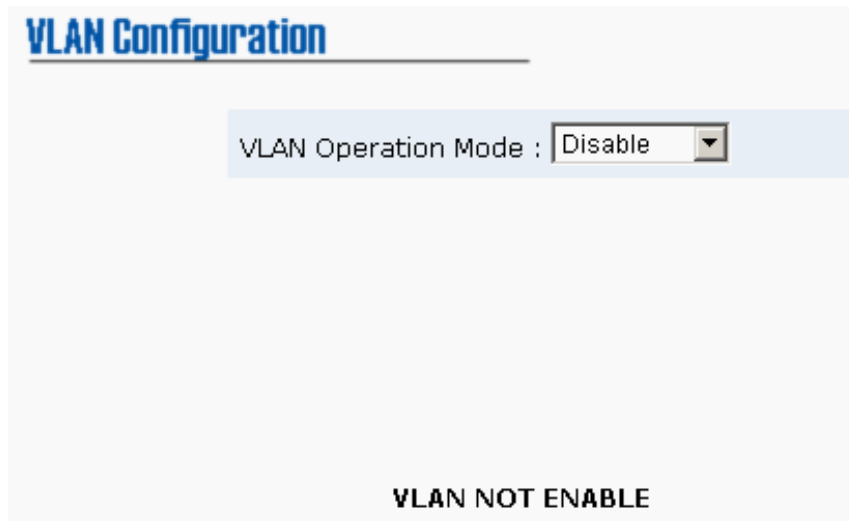 VLAN Configuration
VLAN Operation Mode : Disable
VLAN NOT ENABLE